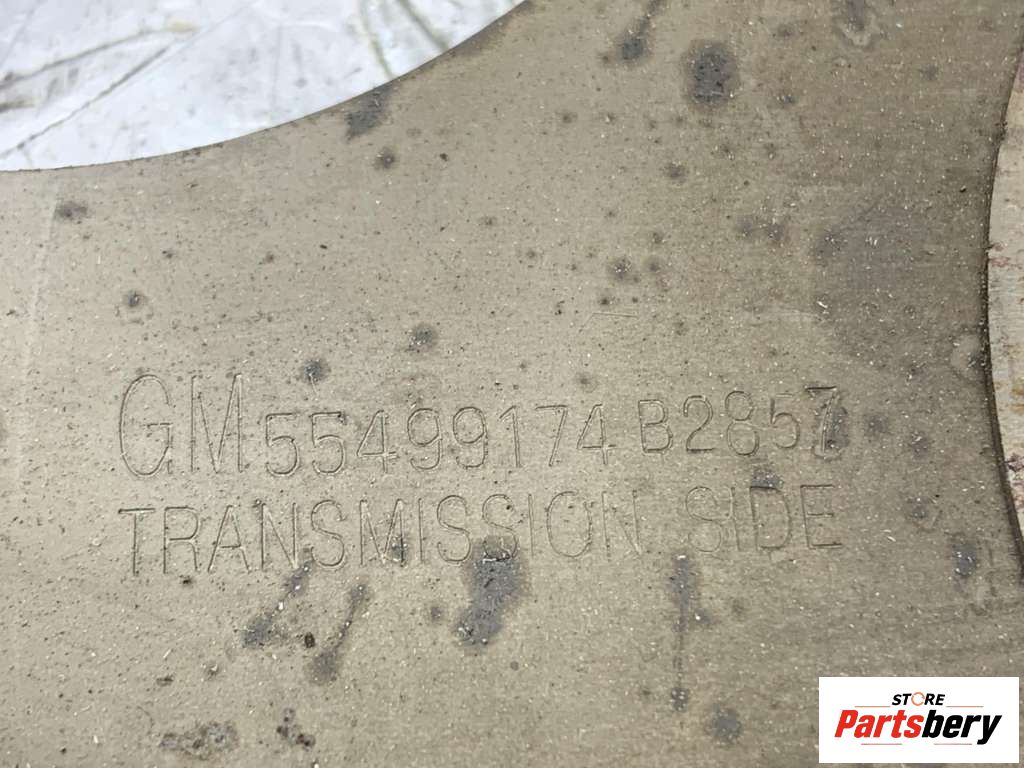 GM 55499174 B2857
TRANSMISSION SIDE
STORE
Partsbery